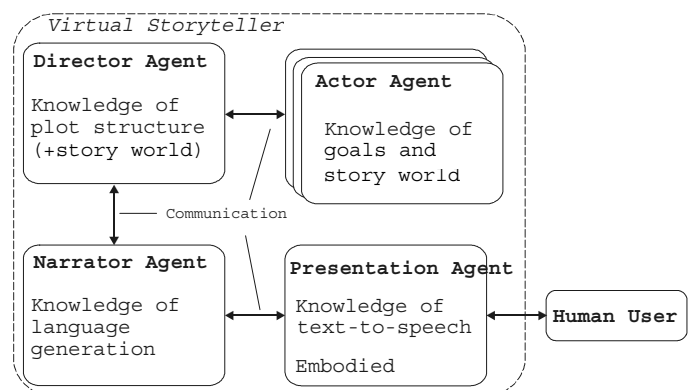 Virtual Storyteller
Director Agent
Knowledge of
plot structure
(+story world)
Actor Agent
Knowledge of
goals and
story world
Communication
Narrator Agent
Knowledge of
language
generation
Presentation Agent
Knowledge of
text-to-speech
Embodied
Human User